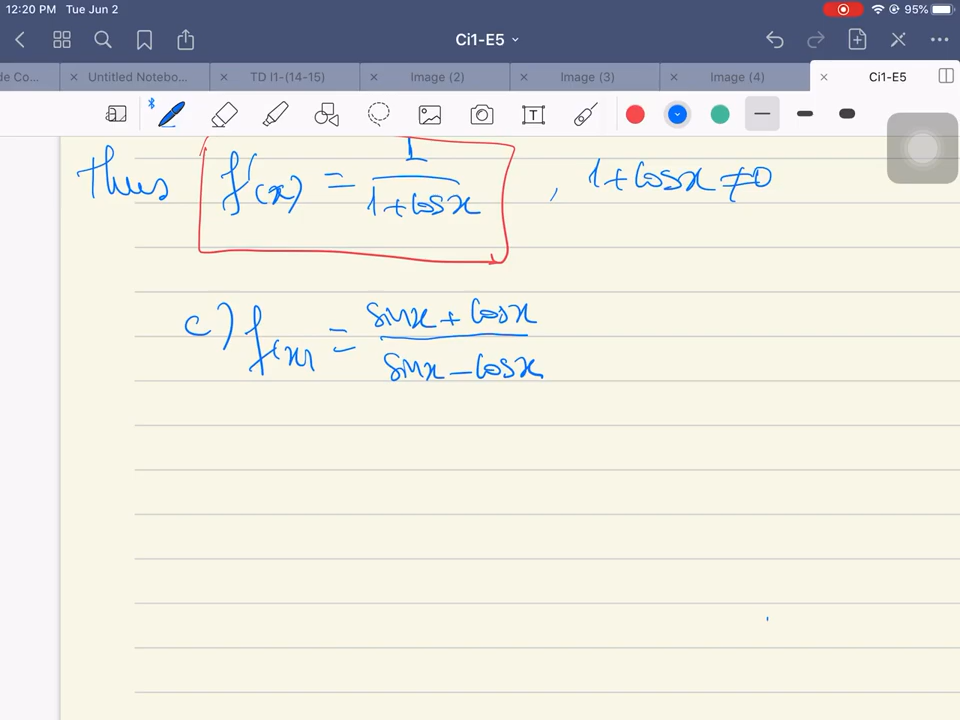 12:20 PM Tue Jun 2 95%
Ci1-E5
de Co... Untitled Notebo... TD I1-(14-15) Image (2) Image (3) Image (4) Ci1-E5
thus f'(x) = 1/(1+cosx) , 1+cosx ≠0
c) f(x) = (sinx + cosx)/(sinx - cosx)